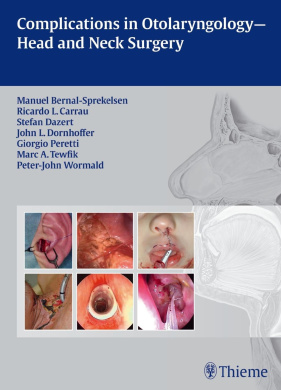 Complications in Otolaryngology—
Head and Neck Surgery
Manuel Bernal-Sprekelsen
Ricardo L. Carrau
Stefan Dazert
John L. Dornhoffer
Giorgio Peretti
Marc A. Tewfik
Peter-John Wormald
Thieme